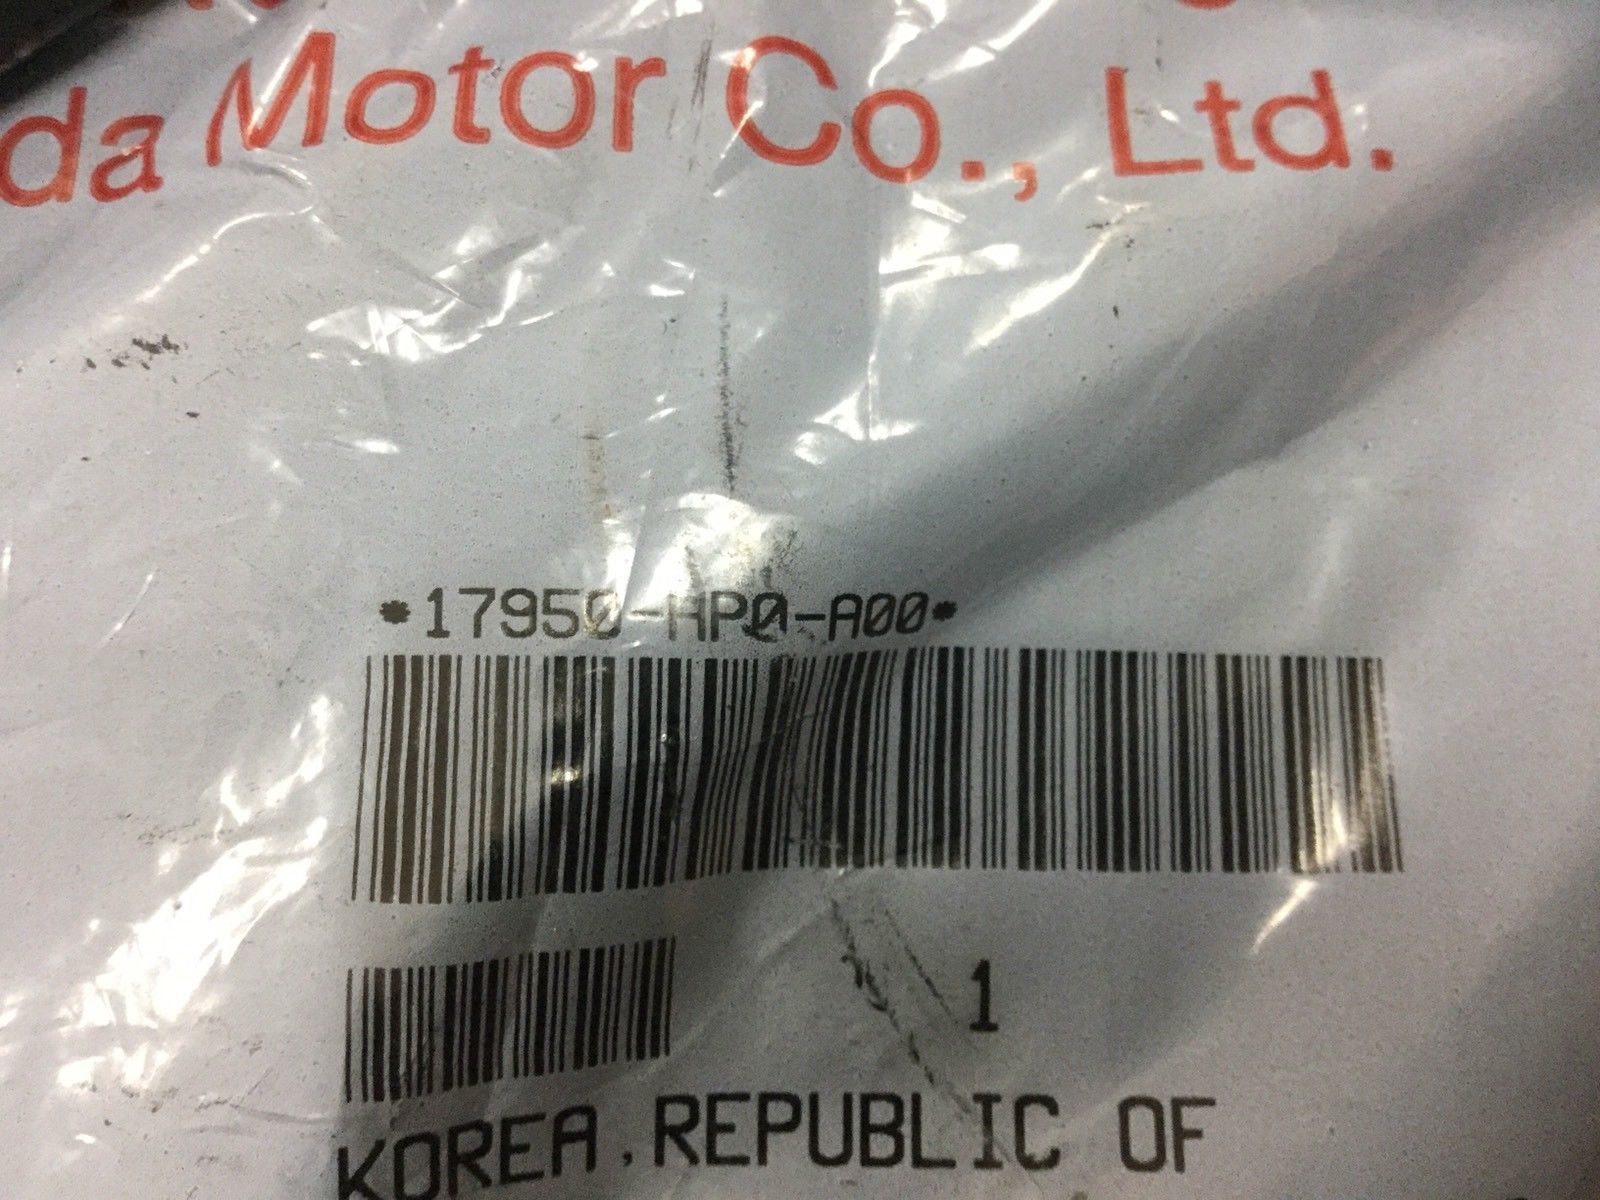 da Motor Co., Ltd.
*17950-HP0-A00*
1
KOREA, REPUBLIC OF